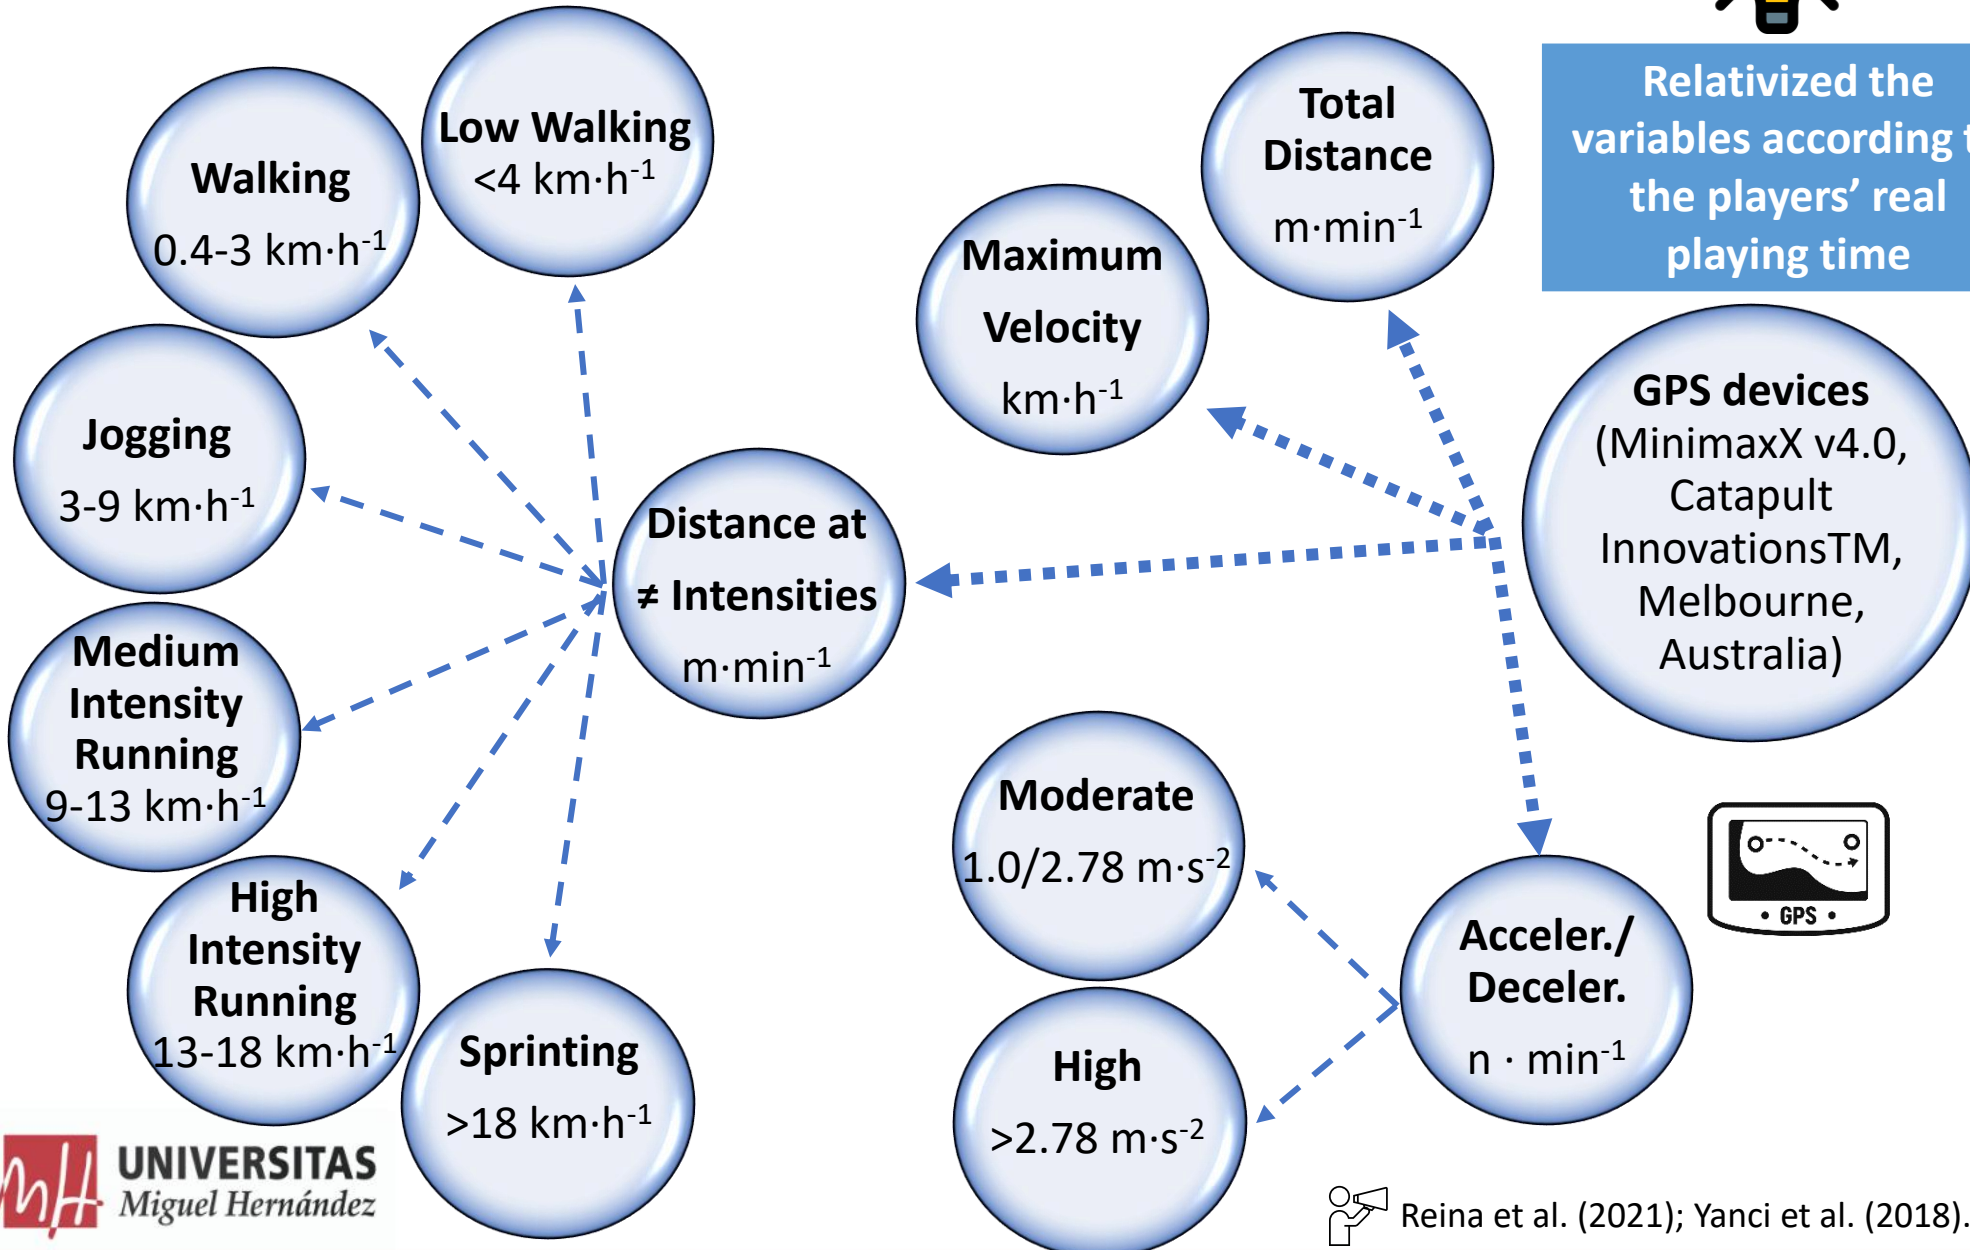 Low Walking
<4 km·h-1
Walking
0.4-3 km·h-1
Jogging
3-9 km·h-1
Medium
Intensity
Running
9-13 km·h-1
High
Intensity
Running
13-18 km·h-1
Sprinting
>18 km·h-1
Distance at
≠ Intensities
m·min-1
Maximum
Velocity
km·h-1
Total
Distance
m·min-1
Relativized the
variables according t
the players’ real
playing time
GPS devices
(MinimaxX v4.0,
Catapult
InnovationsTM,
Melbourne,
Australia)
• GPS •
Moderate
1.0/2.78 m·s-2
High
>2.78 m·s-2
Acceler./
Deceler.
n · min-1
UNIVERSITAS
Miguel Hernández
Reina et al. (2021); Yanci et al. (2018).